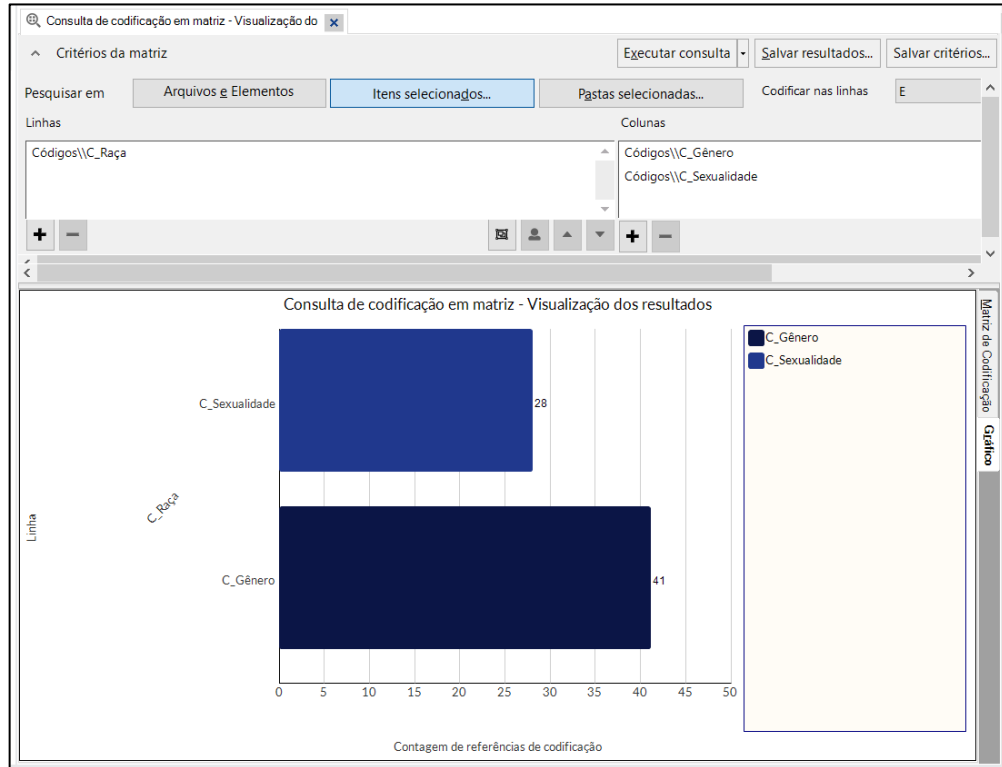 Consulta de codificação em matriz - Visualização do
Critérios da matriz
Executar consulta
Salvar resultados...
Salvar critérios...
Pesquisar em
Arquivos e Elementos
Itens selecionados...
Pastas selecionadas...
Codificar nas linhas
E
Linhas
Colunas
Códigos\\C_Raça
Códigos\\C_Gênero
Códigos\\C_Sexualidade
Consulta de codificação em matriz - Visualização dos resultados
C_Gênero
C_Sexualidade
C_Sexualidade
28
C_Raça
Linha
C_Gênero
41
0 5 10 15 20 25 30 35 40 45 50
Contagem de referências de codificação
Matriz de Codificação
Gráfico